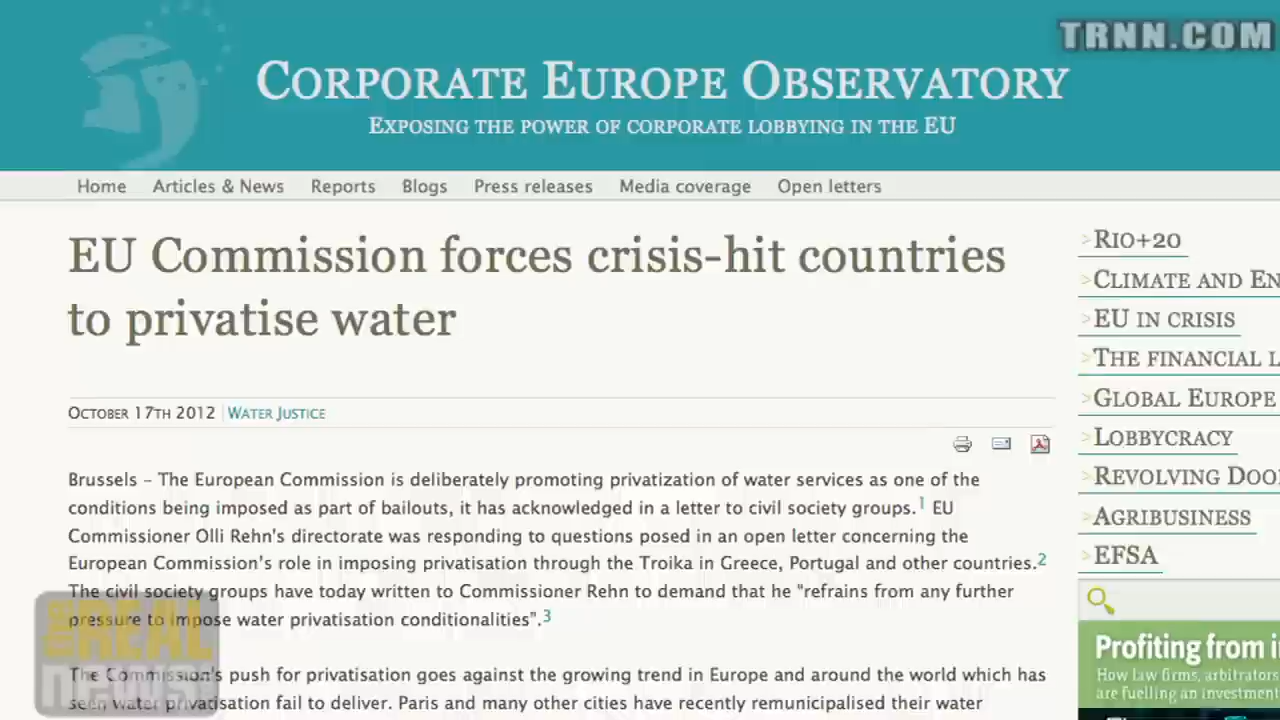 TRNN.COM
CORPORATE EUROPE OBSERVATORY
EXPOSING THE POWER OF CORPORATE LOBBYING IN THE EU
Home Articles & News Reports Blogs Press releases Media coverage Open letters
EU Commission forces crisis-hit countries
to privatise water
OCTOBER 17TH 2012 WATER JUSTICE
Brussels – The European Commission is deliberately promoting privatization of water services as one of the
conditions being imposed as part of bailouts, it has acknowledged in a letter to civil society groups.1 EU
Commissioner Olli Rehn's directorate was responding to questions posed in an open letter concerning the
European Commission's role in imposing privatisation through the Troika in Greece, Portugal and other countries.2
The civil society groups have today written to Commissioner Rehn to demand that he "refrains from any further
pressure to impose water privatisation conditionalities".3
The Commission's push for privatisation goes against the growing trend in Europe and around the world which has
seen water privatisation fail to deliver. Paris and many other cities have recently remunicipalised their water
>RIO+20
>CLIMATE AND EN
>EU IN CRISIS
>THE FINANCIAL L
>GLOBAL EUROPE
>LOBBYCRACY
>REVOLVING DOO
>AGRIBUSINESS
>EFSA
Profiting from i
How law firms, arbitrators
are fuelling an investment
THE REAL
news